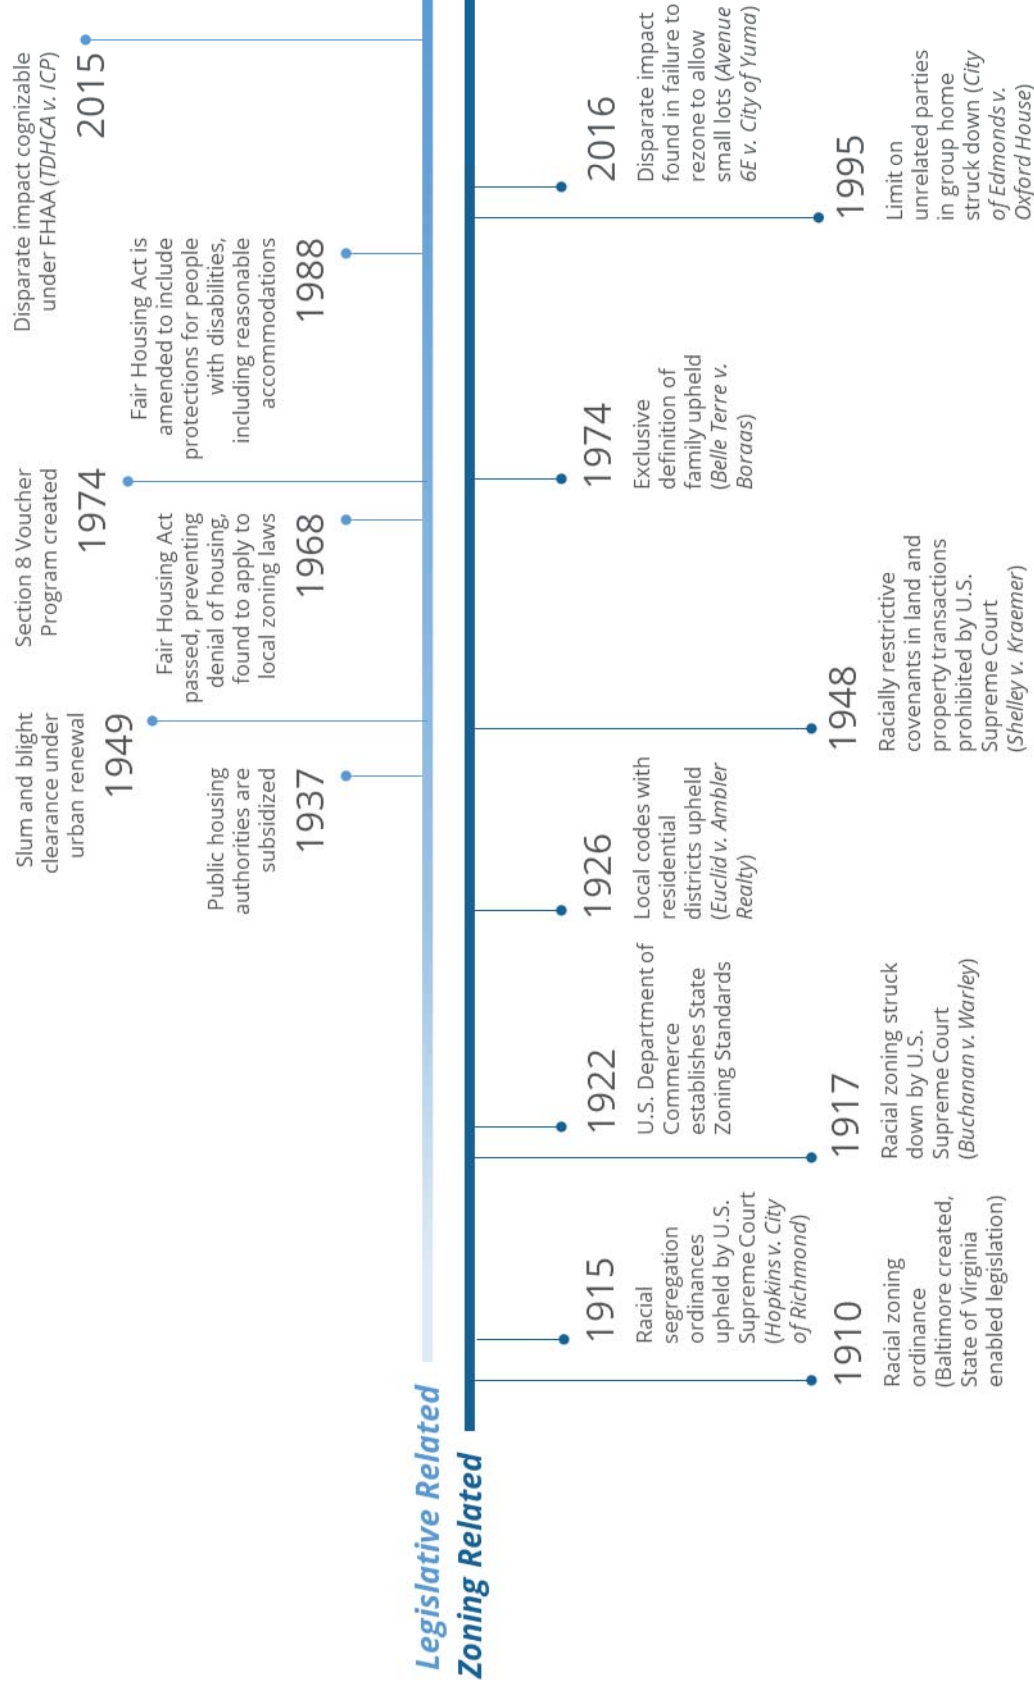 Slum and blight
clearance under
urban renewal
1949
Section 8 Voucher
Program created
1974
Disparate impact cognizable
under FHAA (TDHCA v. ICP)
2015
Public housing
authorities are
subsidized
1937
Fair Housing Act
passed, preventing
denial of housing,
found to apply to
local zoning laws
1968
Fair Housing Act is
amended to include
protections for people
with disabilities,
including reasonable
accommodations
1988
Legislative Related
Zoning Related
1915
Racial
segregation
ordinances
upheld by U.S.
Supreme Court
(Hopkins v. City
of Richmond)
1922
U.S. Department of
Commerce
establishes State
Zoning Standards
1926
Local codes with
residential
districts upheld
(Euclid v. Ambler
Realty)
1974
Exclusive
definition of
family upheld
(Belle Terre v.
Boraas)
2016
Disparate impact
found in failure to
rezone to allow
small lots (Avenue
6E v. City of Yuma)
1910
Racial zoning
ordinance
(Baltimore created,
State of Virginia
enabled legislation)
1917
Racial zoning struck
down by U.S.
Supreme Court
(Buchanan v. Warley)
1948
Racially restrictive
covenants in land and
property transactions
prohibited by U.S.
Supreme Court
(Shelley v. Kraemer)
1995
Limit on
unrelated parties
in group home
struck down (City
of Edmonds v.
Oxford House)